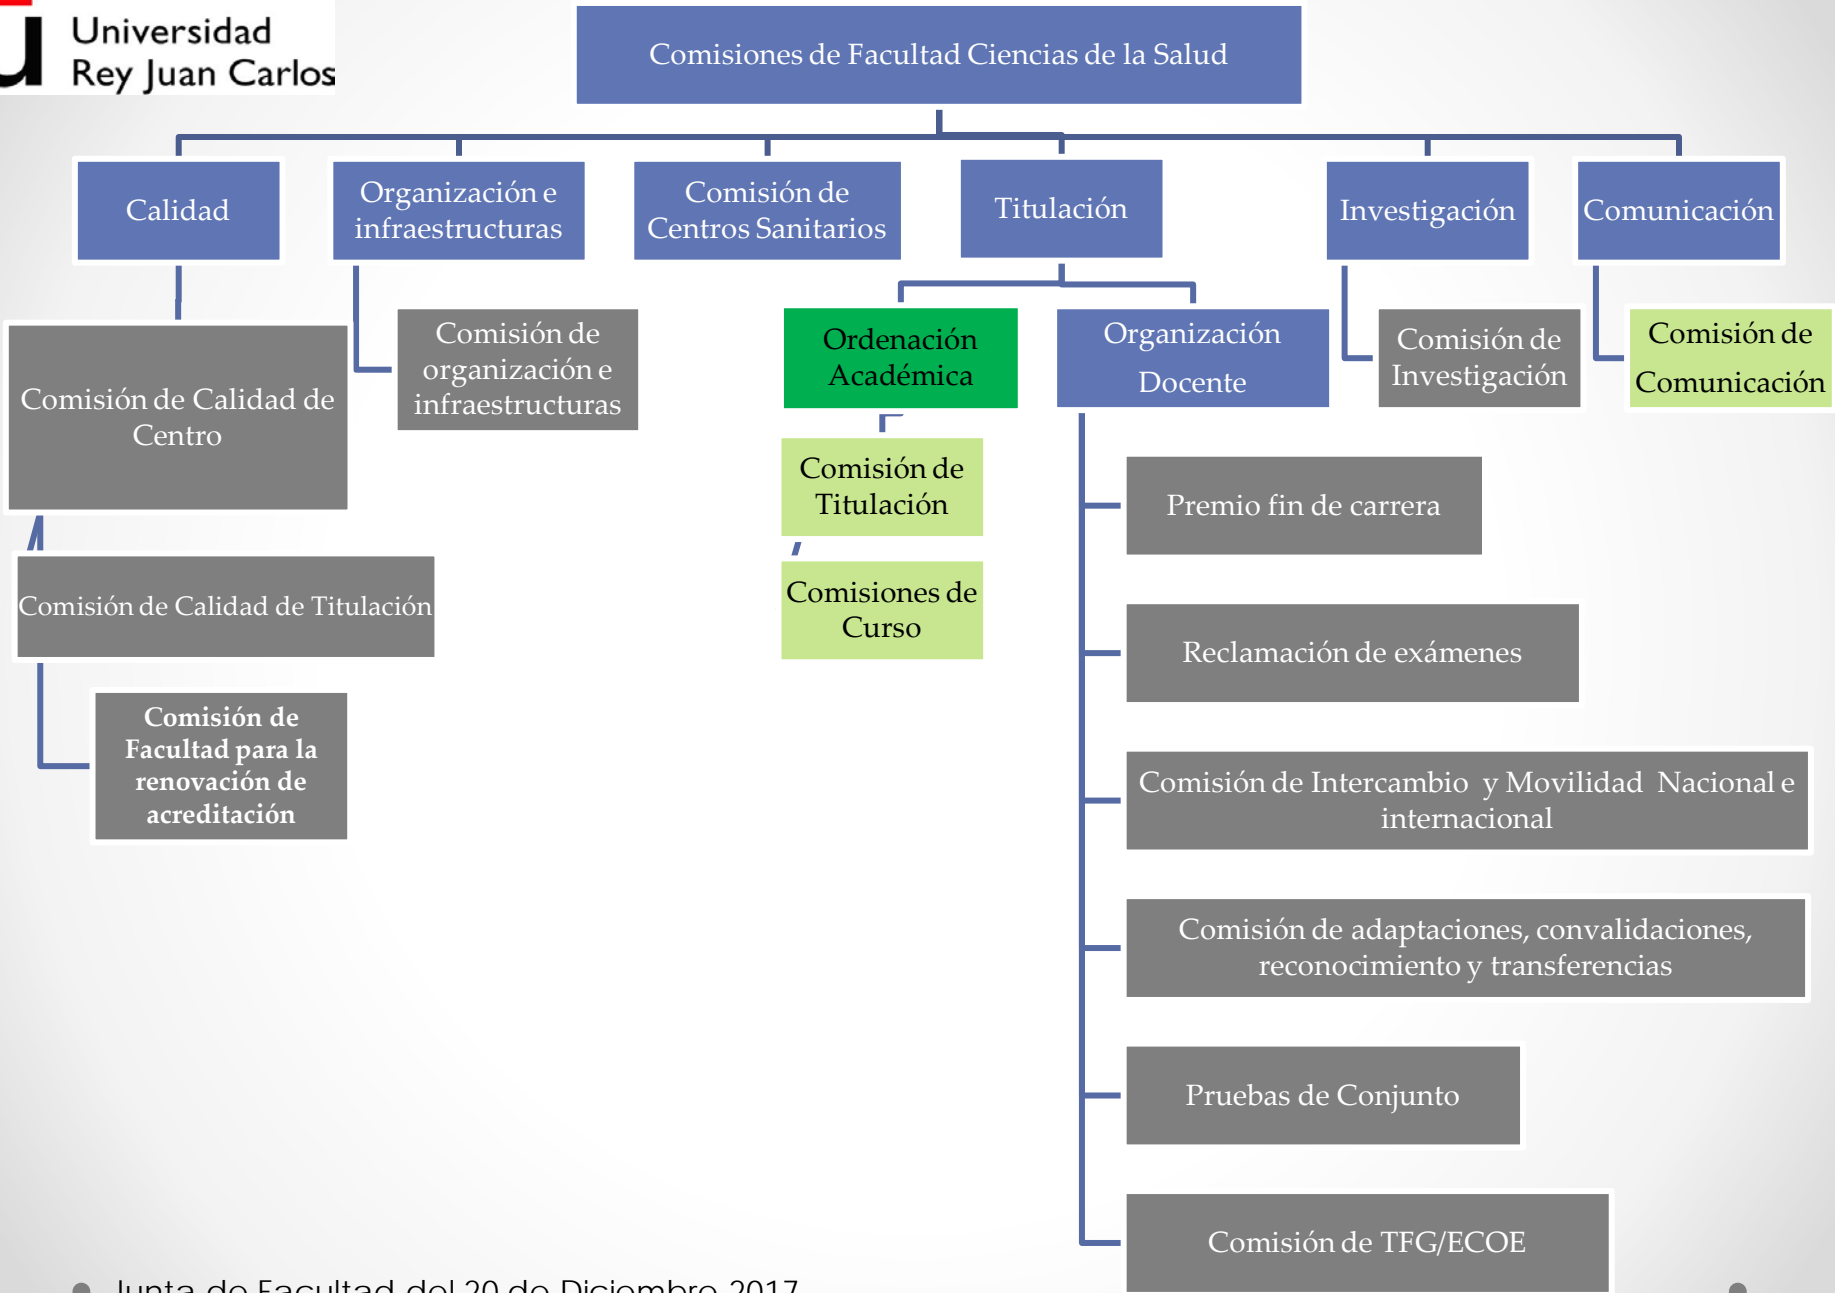 Universidad
Rey Juan Carlos
Comisiones de Facultad Ciencias de la Salud
Calidad
Organización e
infraestructuras
Comisión de
Centros Sanitarios
Titulación
Investigación
Comunicación
Comisión de Calidad de
Centro
Comisión de
organización e
infraestructuras
Ordenación
Académica
Organización
Docente
Comisión de
Investigación
Comisión de
Comunicación
Comisión de
Titulación
Comisiones de
Curso
Comisión de Calidad de Titulación
Comisión de
Facultad para la
renovación de
acreditación
Premio fin de carrera
Reclamación de exámenes
Comisión de Intercambio y Movilidad Nacional e
internacional
Comisión de adaptaciones, convalidaciones,
reconocimiento y transferencias
Pruebas de Conjunto
Comisión de TFG/ECOE
Junta de Facultad del 20 de Diciembre 2017